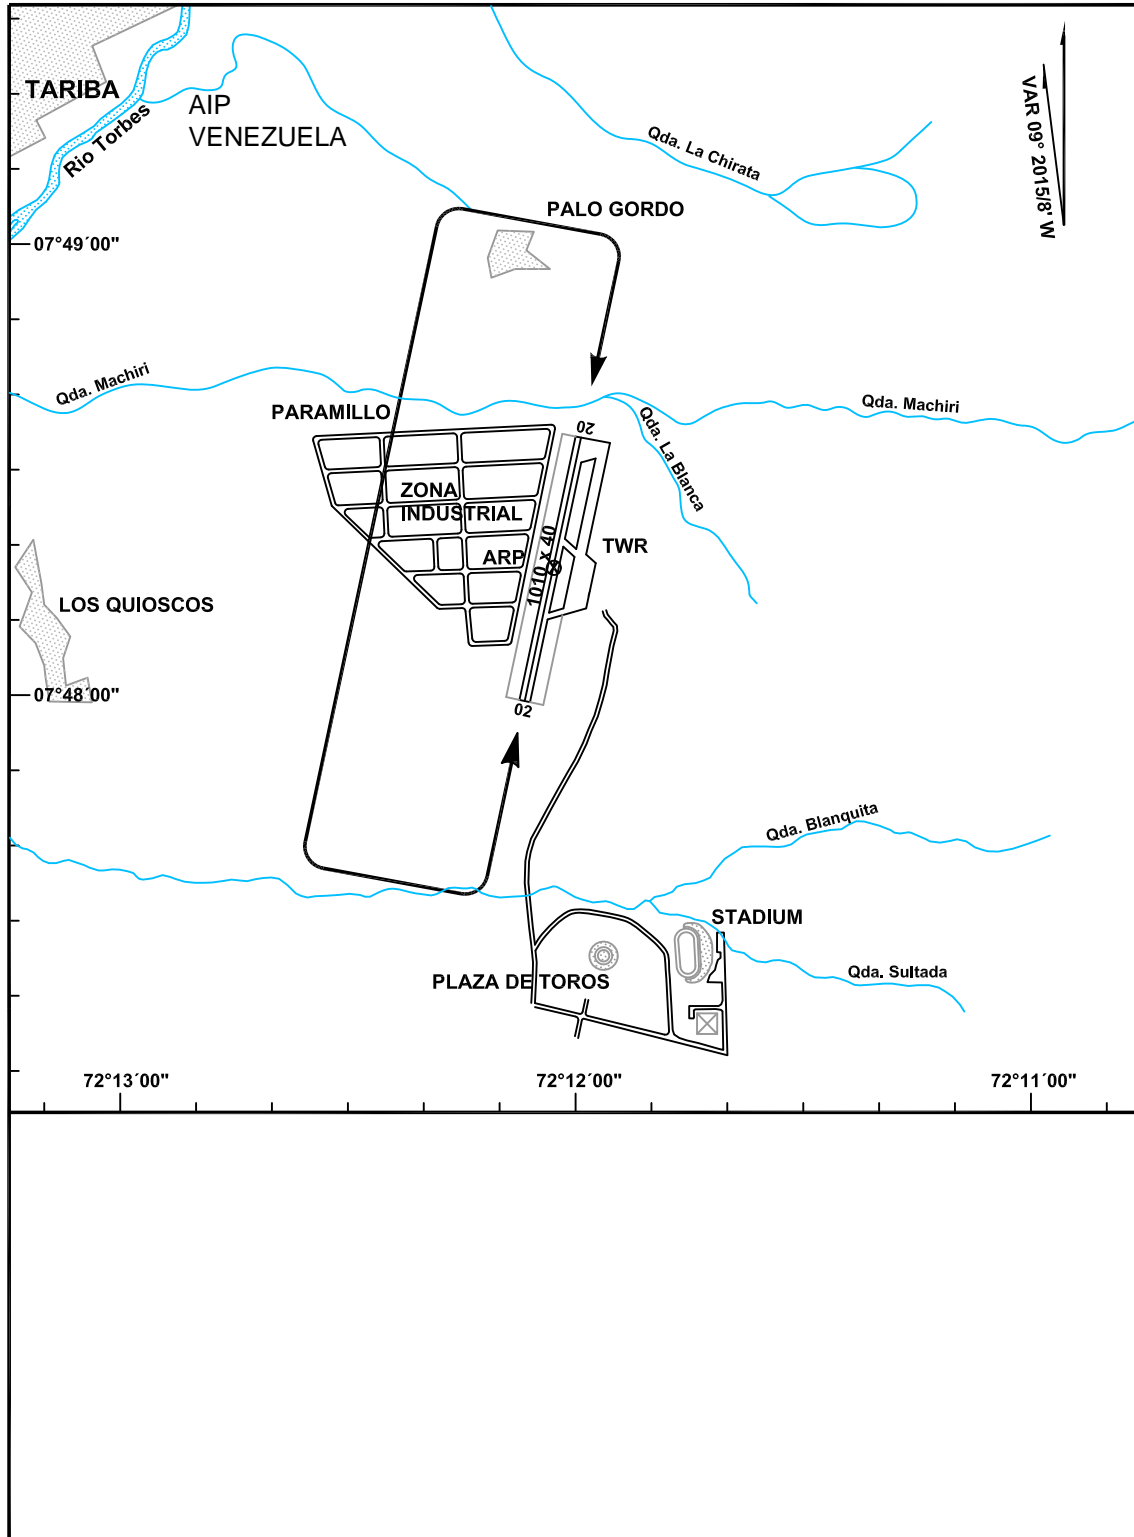 TARIBA
AIP
VENEZUELA
Rio Torbes
Qda. La Chirata
VAR 09° 2015/8' W
PALO GORDO
07°49´00"
Qda. Machiri
Qda. Machiri
PARAMILLO
20
Qda. La Blanca
ZONA
INDUSTRIAL
ARP
1010 X 40
TWR
LOS QUIOSCOS
07°48´00"
02
Qda. Blanquita
STADIUM
Qda. Sultada
PLAZA DE TOROS
72°13´00"
72°12´00"
72°11´00"